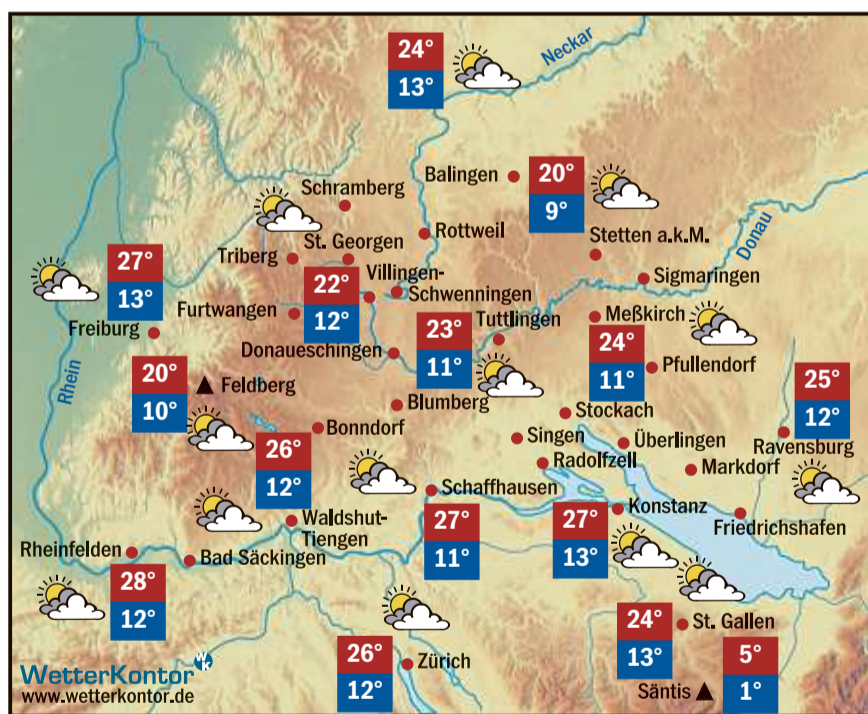 24°
13°
Neckar
Balingen
20°
9°
Schramberg
Rottweil
Stetten a.k.M.
Donau
Triberg
St. Georgen
Sigmaringen
27°
13°
Freiburg
Villingen-
Schwenningen
22°
12°
Furtwangen
23°
11°
Tuttlingen
Meßkirch
24°
11°
Pfullendorf
Donaueschingen
Rhein
20°
10°
Feldberg
Blumberg
Stockach
25°
12°
Ravensburg
Bonndorf
Singen
Überlingen
26°
12°
Radolfzell
Markdorf
Schaffhausen
27°
11°
Konstanz
27°
13°
Friedrichshafen
Waldshut-
Tiengen
Rheinfelden
Bad Säckingen
28°
12°
24°
13°
St. Gallen
26°
12°
Zürich
5°
1°
Säntis
WetterKontor
wK
www.wetterkontor.de